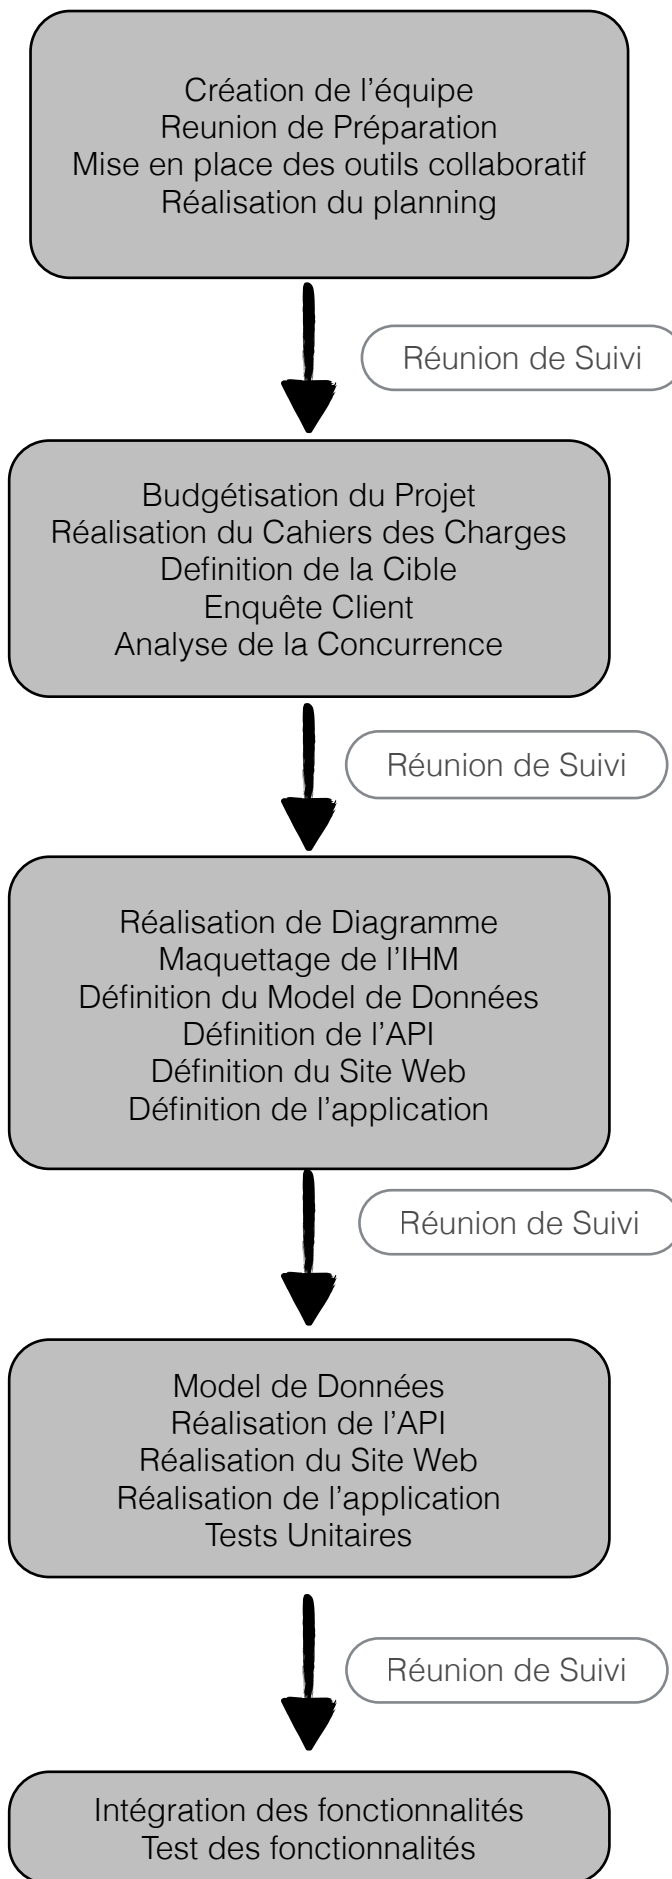 Création de l'équipe
Reunion de Préparation
Mise en place des outils collaboratif
Réalisation du planning
Réunion de Suivi
Budgétisation du Projet
Réalisation du Cahiers des Charges
Definition de la Cible
Enquête Client
Analyse de la Concurrence
Réunion de Suivi
Réalisation de Diagramme
Maquettage de l'IHM
Définition du Model de Données
Définition de l'API
Définition du Site Web
Définition de l'application
Réunion de Suivi
Model de Données
Réalisation de l'API
Réalisation du Site Web
Réalisation de l'application
Tests Unitaires
Réunion de Suivi
Intégration des fonctionnalités
Test des fonctionnalités